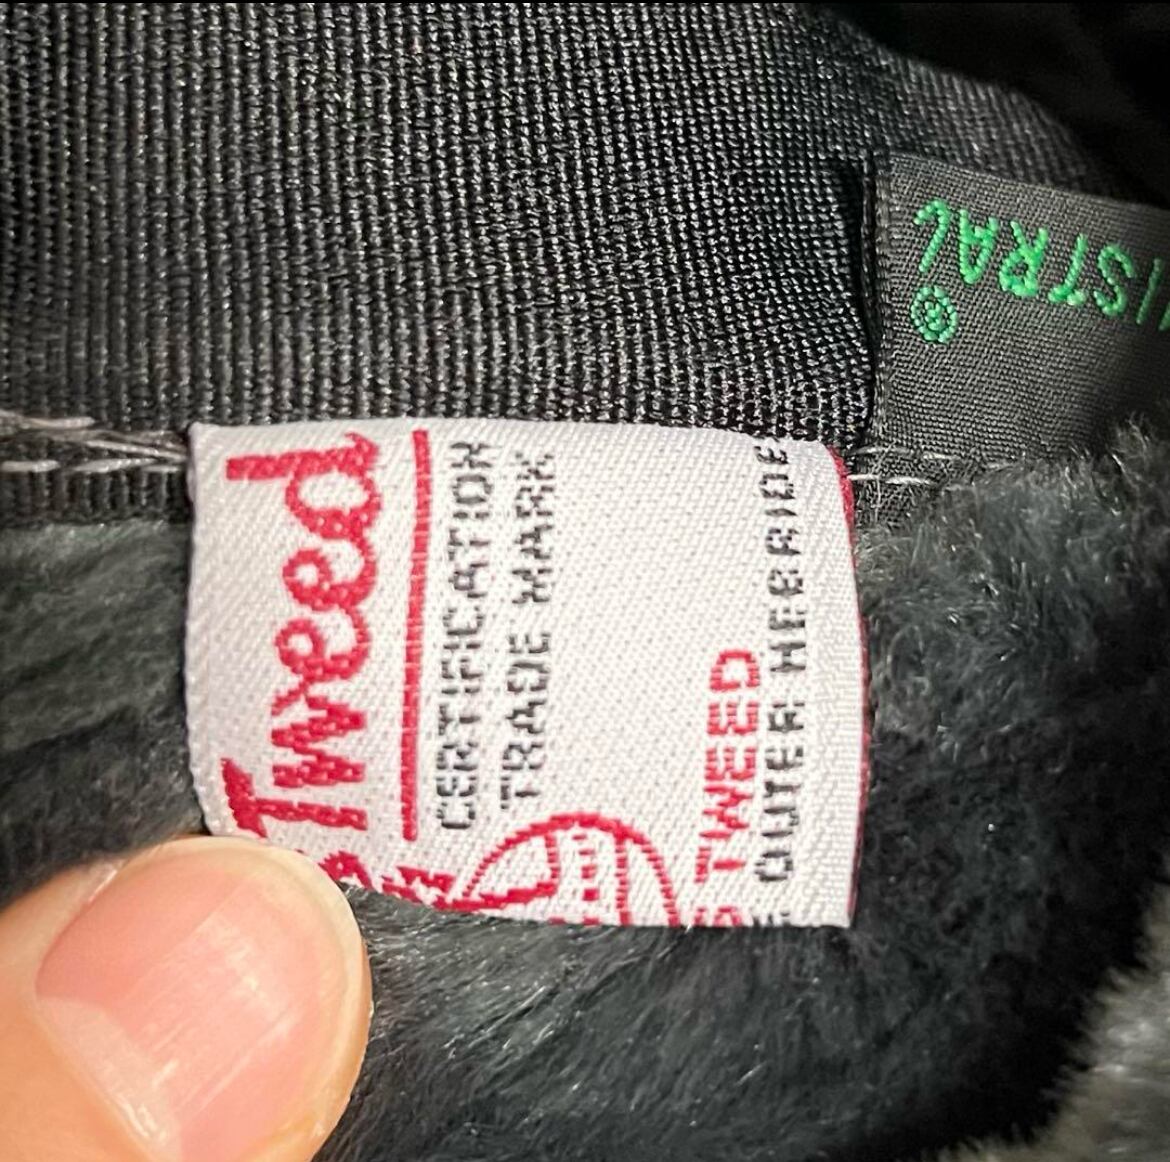 Tweed
CERTIFICATION
TRADE MARK
TWEED
OUTER HEBRIDE
ISTRAL
®